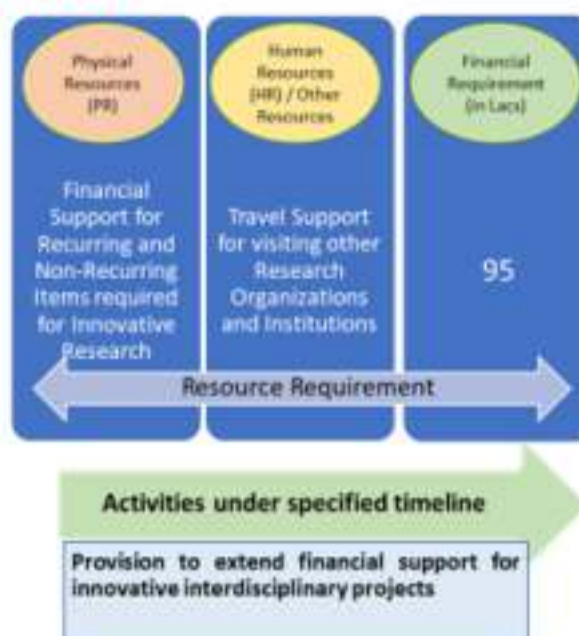 Physical
Resources
(PR)
Human
Resources
(HR) / Other
Resources
Financial
Requirement
(in Lacs)
Financial
Support for
Recurring and
Non-Recurring
Items required
for Innovative
Research
Travel Support
for visiting other
Research
Organizations
and Institutions
95
Resource Requirement
Activities under specified timeline
Provision to extend financial support for
innovative interdisciplinary projects